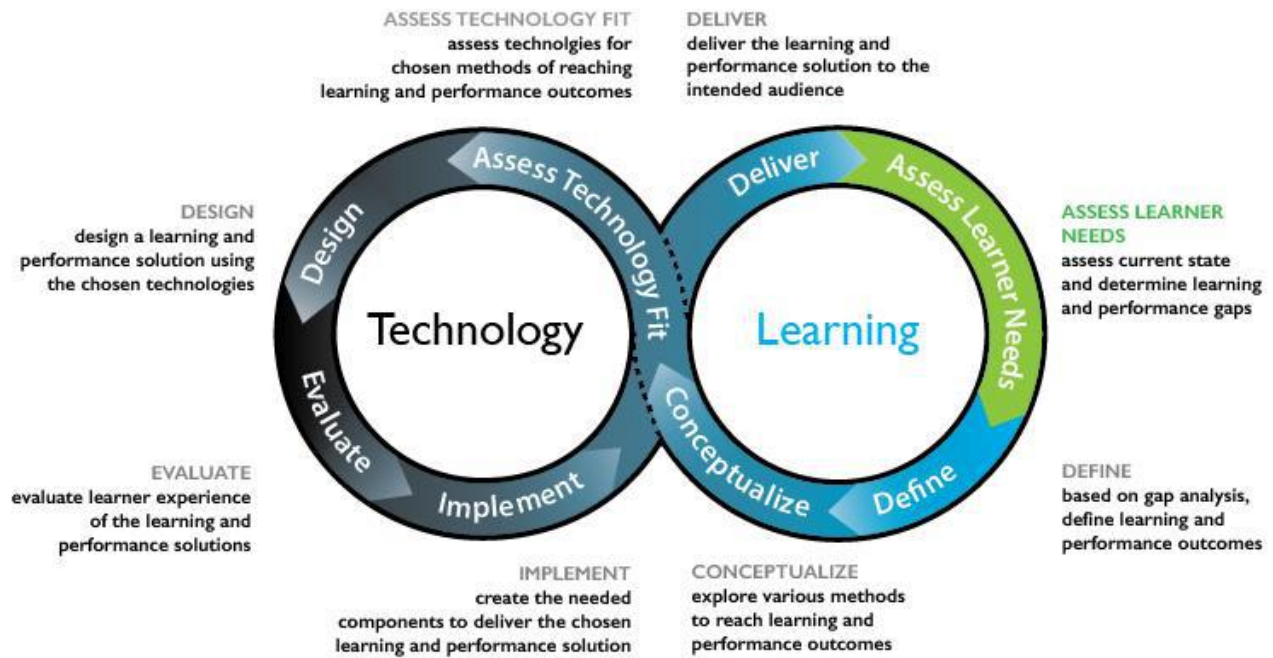 ASSESS TECHNOLOGY FIT
assess technolgies for
chosen methods of reaching
learning and performance outcomes
DELIVER
deliver the learning and
performance solution to the
intended audience
DESIGN
design a learning and
performance solution using
the chosen technologies
Assess Technology Fit
Deliver
Assess Learner Needs
Design
Technology
Learning
ASSESS LEARNER
NEEDS
assess current state
and determine learning
and performance gaps
Evaluate
Implement
Conceptualize
Define
EVALUATE
evaluate learner experience
of the learning and
performance solutions
DEFINE
based on gap analysis,
define learning and
performance outcomes
IMPLEMENT
create the needed
components to deliver the chosen
learning and performance solution
CONCEPTUALIZE
explore various methods
to reach learning and
performance outcomes